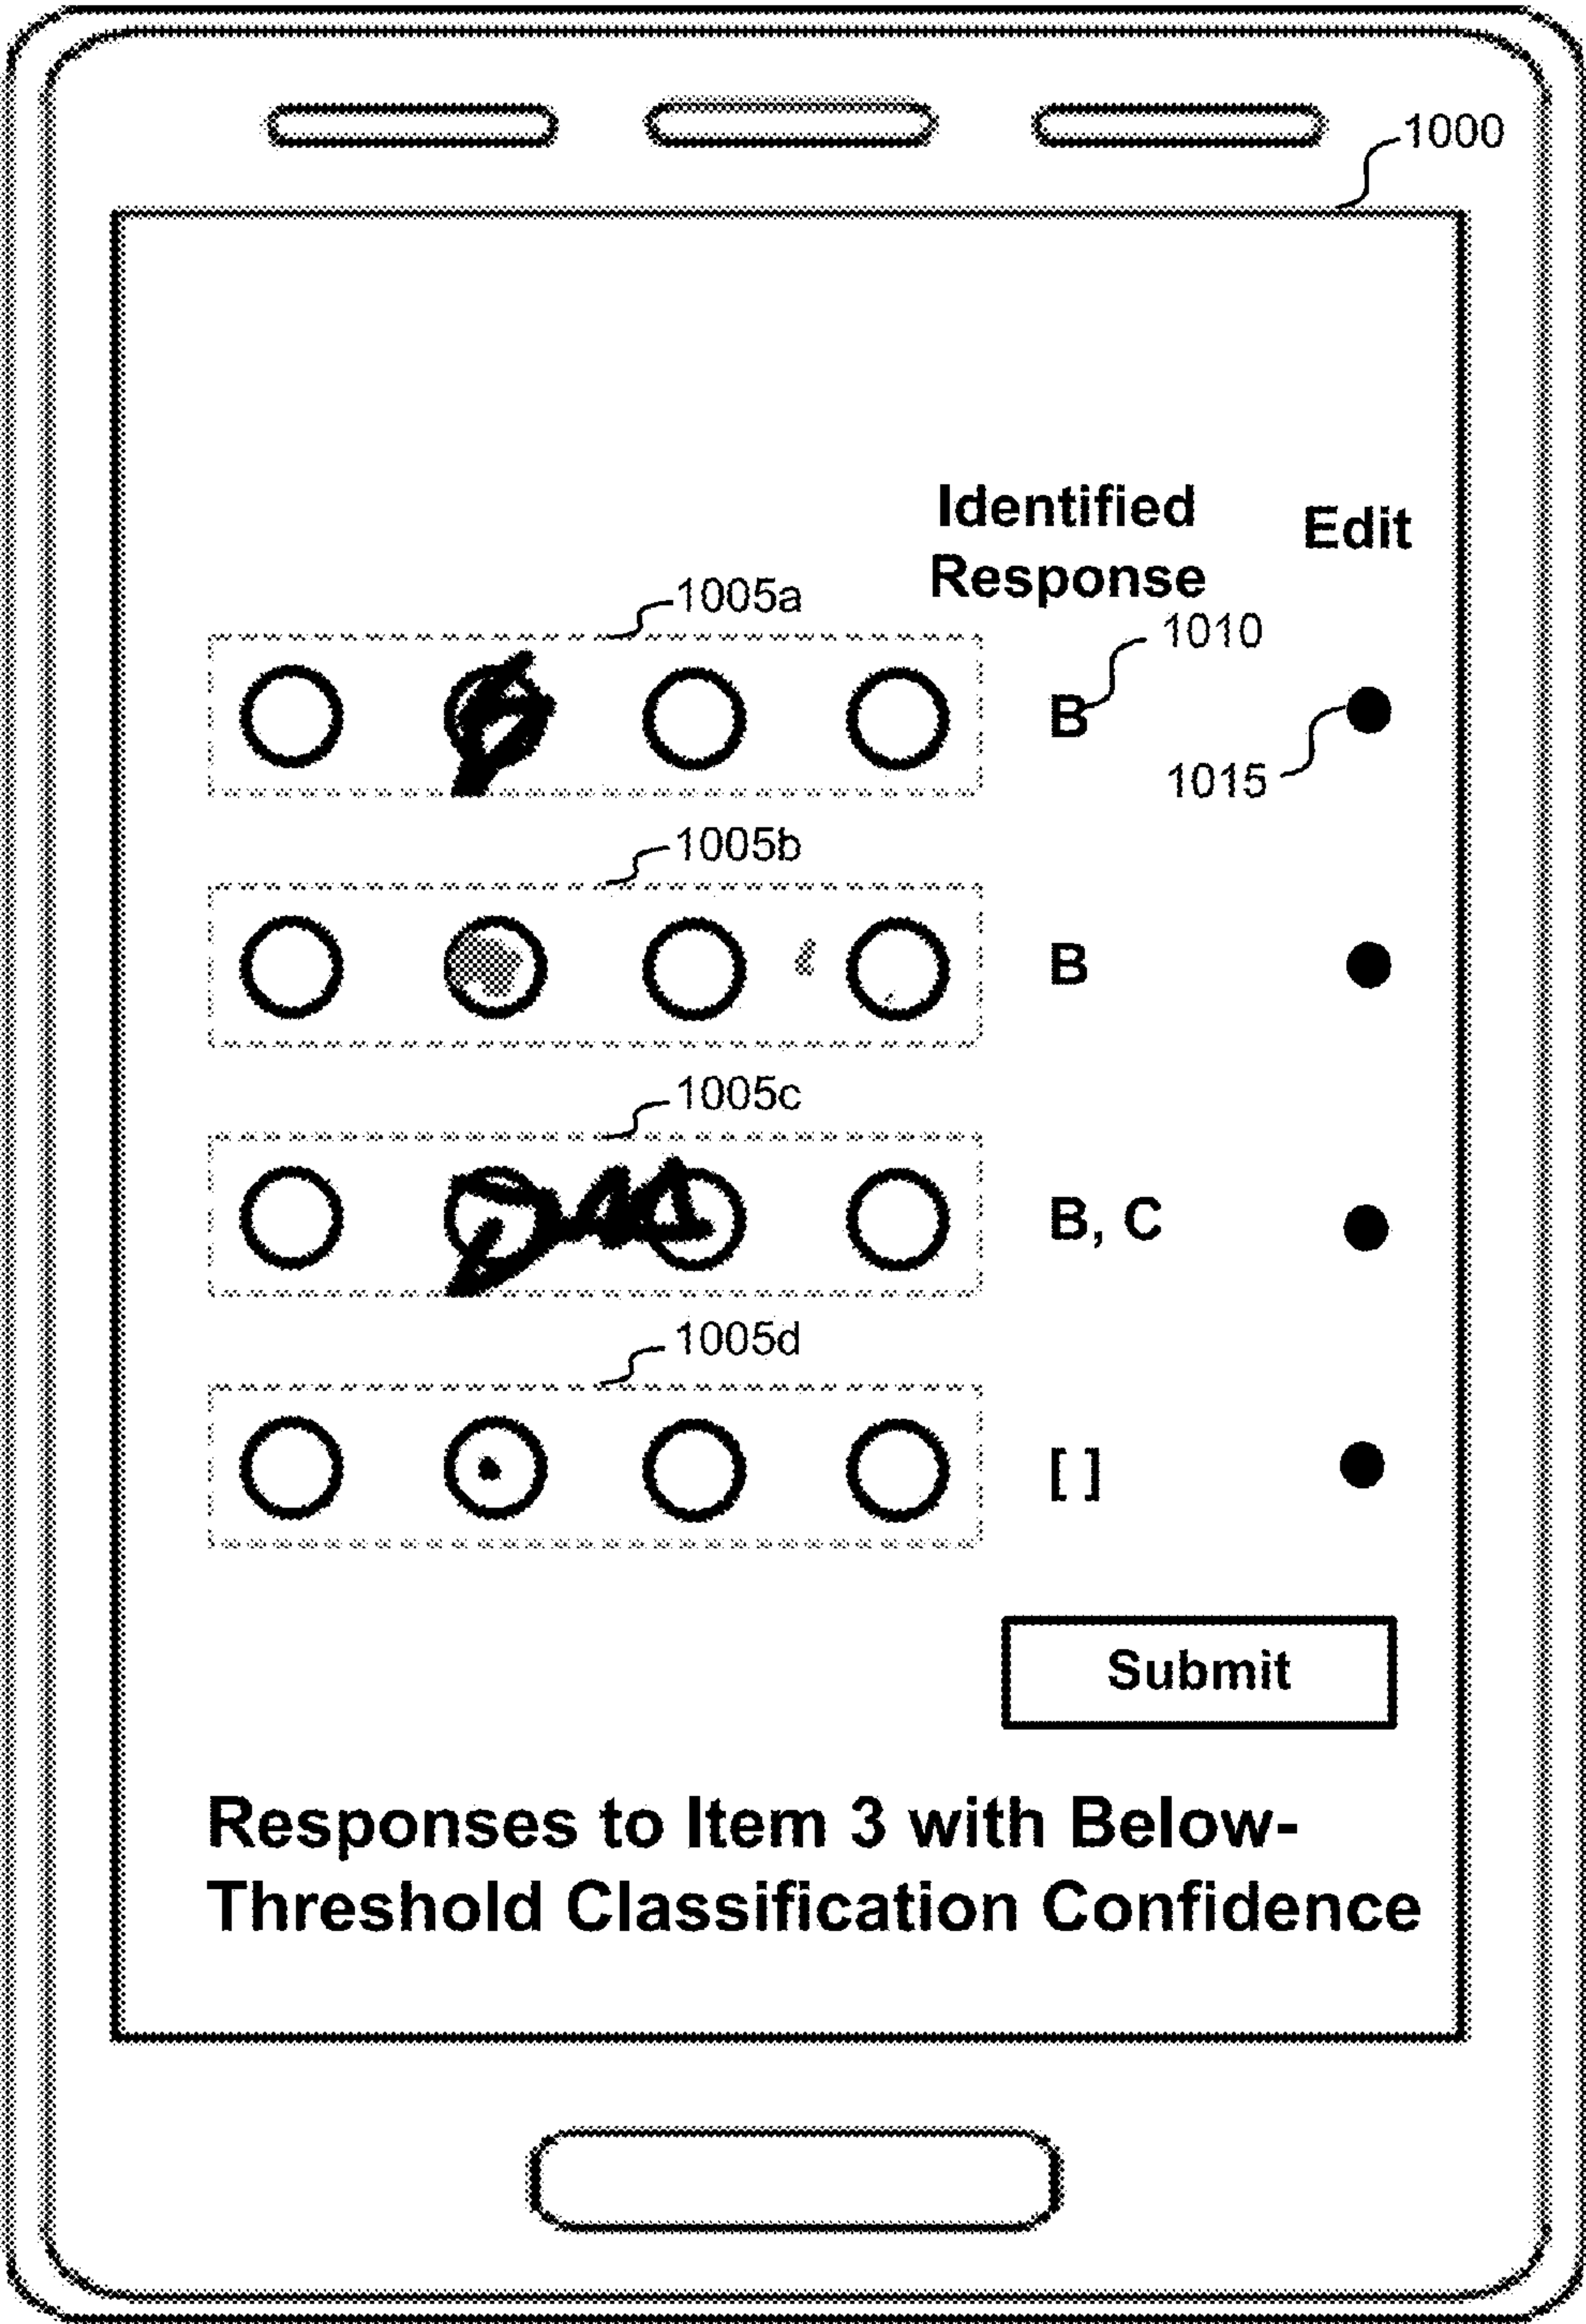 1000
Identified
Response
Edit
1005a
1010
B
1015
1005b
B
1005c
B, C
1005d
[ ]
Submit
Responses to Item 3 with Below-
Threshold Classification Confidence